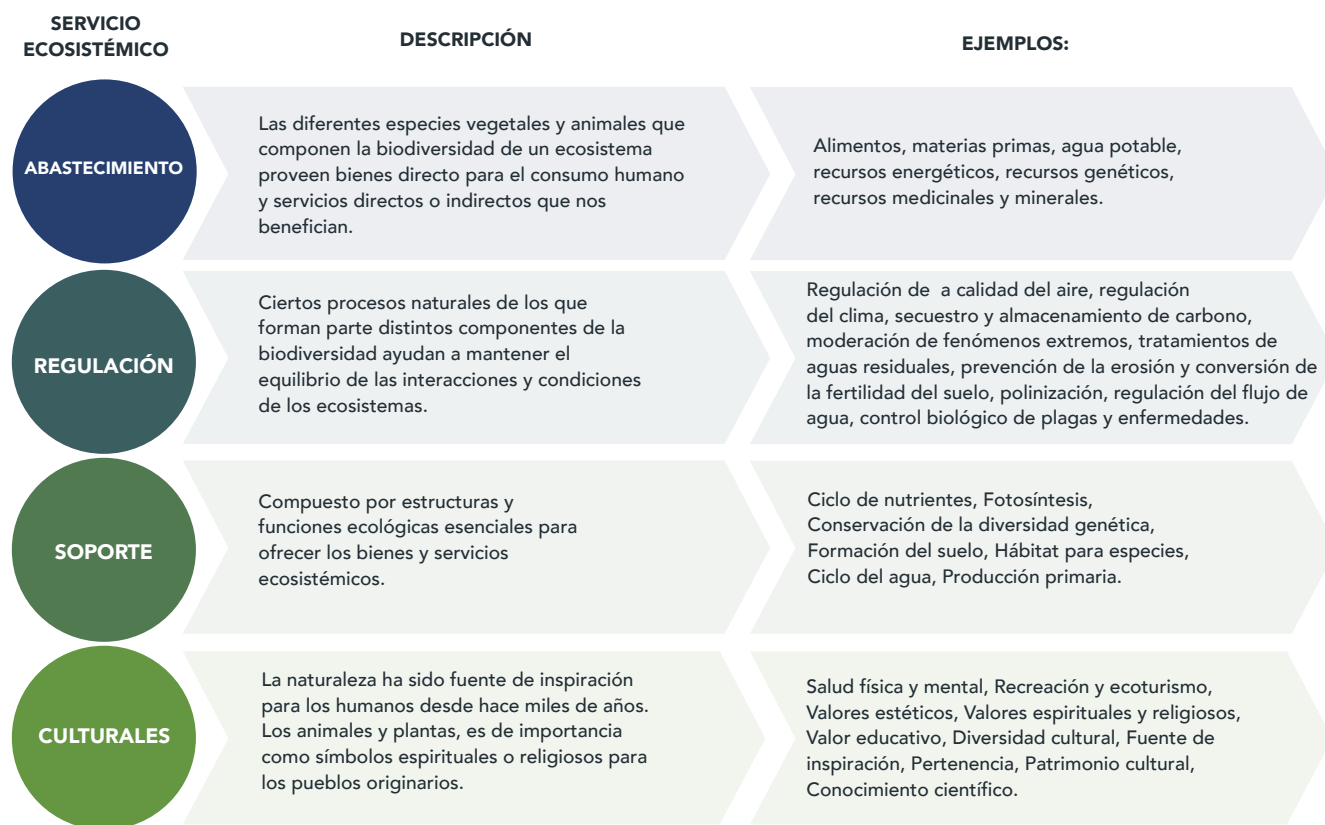 SERVICIO
ECOSISTÉMICO
DESCRIPCIÓN
EJEMPLOS:
ABASTECIMIENTO
Las diferentes especies vegetales y animales que
componen la biodiversidad de un ecosistema
proveen bienes directo para el consumo humano
y servicios directos o indirectos que nos
benefician.
Alimentos, materias primas, agua potable,
recursos energéticos, recursos genéticos,
recursos medicinales y minerales.
REGULACIÓN
Ciertos procesos naturales de los que
forman parte distintos componentes de la
biodiversidad ayudan a mantener el
equilibrio de las interacciones y condiciones
de los ecosistemas.
Regulación de  a calidad del aire, regulación
del clima, secuestro y almacenamiento de carbono,
moderación de fenómenos extremos, tratamientos de
aguas residuales, prevención de la erosión y conversión de
la fertilidad del suelo, polinización, regulación del flujo de
agua, control biológico de plagas y enfermedades.
SOPORTE
Compuesto por estructuras y
funciones ecológicas esenciales para
ofrecer los bienes y servicios
ecosistémicos.
Ciclo de nutrientes, Fotosíntesis,
Conservación de la diversidad genética,
Formación del suelo, Hábitat para especies,
Ciclo del agua, Producción primaria.
CULTURALES
La naturaleza ha sido fuente de inspiración
para los humanos desde hace miles de años.
Los animales y plantas, es de importancia
como símbolos espirituales o religiosos para
los pueblos originarios.
Salud física y mental, Recreación y ecoturismo,
Valores estéticos, Valores espirituales y religiosos,
Valor educativo, Diversidad cultural, Fuente de
inspiración, Pertenencia, Patrimonio cultural,
Conocimiento científico.